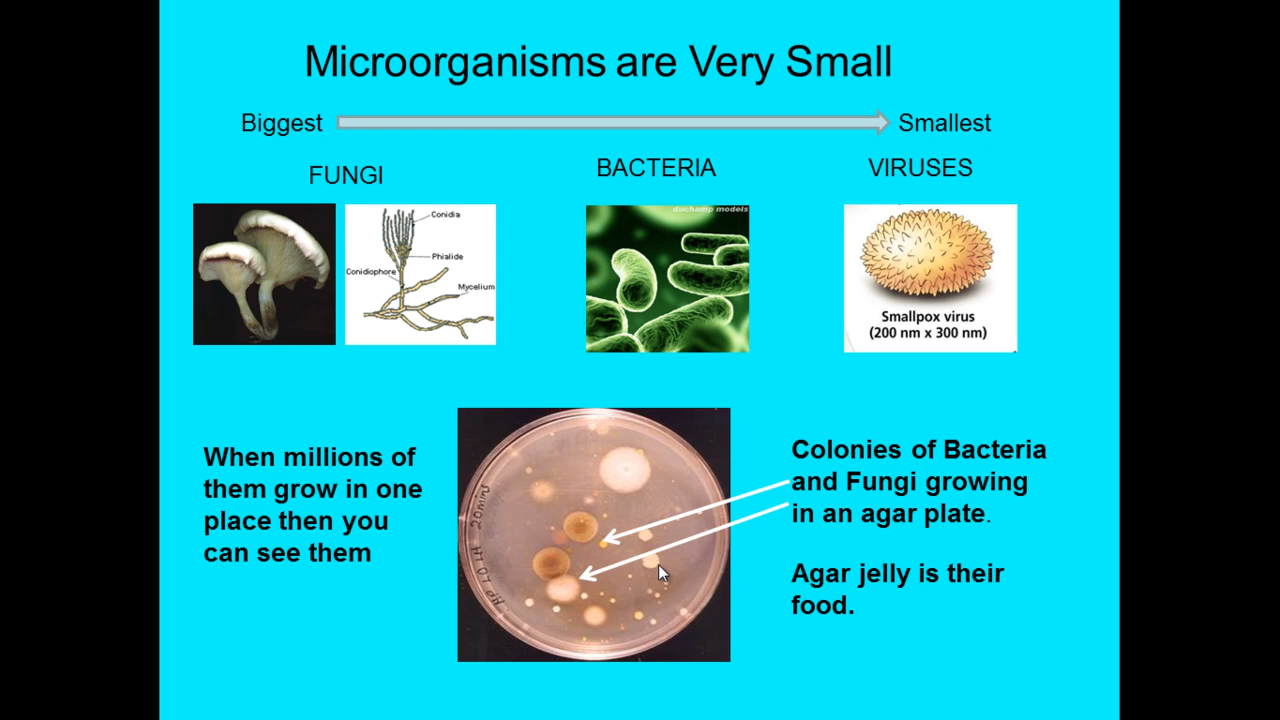 Microorganisms are Very Small
Biggest
Smallest
FUNGI
BACTERIA
VIRUSES
Conidia
Phialide
Conidiophore
Mycelium
duchamp models
Smallpox virus
(200 nm x 300 nm)
When millions of
them grow in one
place then you
can see them
20mins
Colonies of Bacteria
and Fungi growing
in an agar plate.
Agar jelly is their
food.